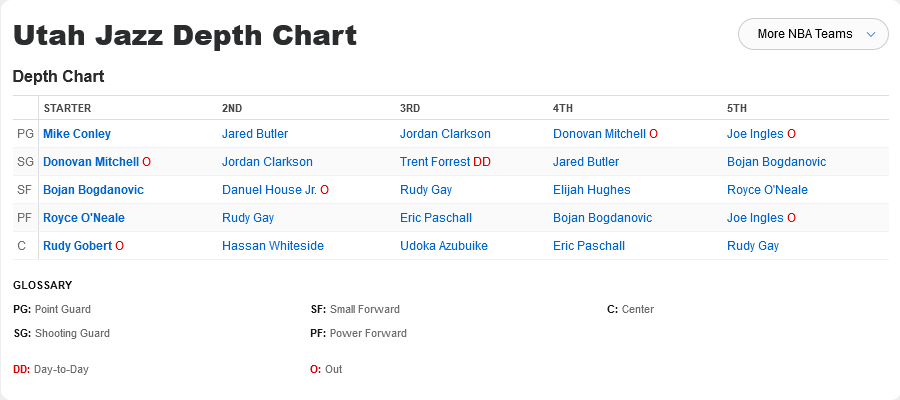 Utah Jazz Depth Chart
More NBA Teams
Depth Chart
STARTER 2ND 3RD 4TH 5TH
PG Mike Conley Jared Butler Jordan Clarkson Donovan Mitchell O Joe Ingles O
SG Donovan Mitchell O Jordan Clarkson Trent Forrest DD Jared Butler Bojan Bogdanovic
SF Bojan Bogdanovic Danuel House Jr. O Rudy Gay Elijah Hughes Royce O'Neale
PF Royce O'Neale Rudy Gay Eric Paschall Bojan Bogdanovic Joe Ingles O
C Rudy Gobert O Hassan Whiteside Udoka Azubuike Eric Paschall Rudy Gay
GLOSSARY
PG: Point Guard SF: Small Forward C: Center
SG: Shooting Guard PF: Power Forward
DD: Day-to-Day O: Out